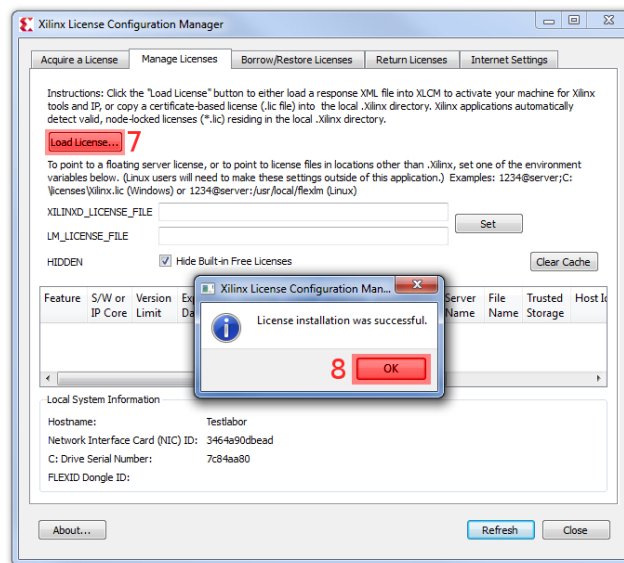 Xilinx License Configuration Manager
Acquire a License Manage Licenses Borrow/Restore Licenses Return Licenses Internet Settings
Instructions: Click the "Load License" button to either load a response XML file into XLCM to activate your machine for Xilinx
tools and IP, or copy a certificate-based license (.lic file) into the local .Xilinx directory. Xilinx applications automatically
detect valid, node-locked licenses (*.lic) residing in the local .Xilinx directory.
Load License... 7
To point to a floating server license, or to point to license files in locations other than .Xilinx, set one of the environment
variables below. (Linux users will need to make these settings outside of this application.) Examples: 1234@server;C:
\licenses\Xilinx.lic (Windows) or 1234@server:/usr/local/flexlm (Linux)
XILINXD_LICENSE_FILE
Set
LM_LICENSE_FILE
HIDDEN Hide Built-in Free Licenses Clear Cache
Xilinx License Configuration Man...
Feature S/W or Version Server File Trusted
IP Core Limit Name Name Storage
Host
License installation was successful.
8 OK
Local System Information
Hostname: Testlabor
Network Interface Card (NIC) ID: 3464a90dbead
C: Drive Serial Number: 7c84aa80
FLEXID Dongle ID:
About... Refresh Close